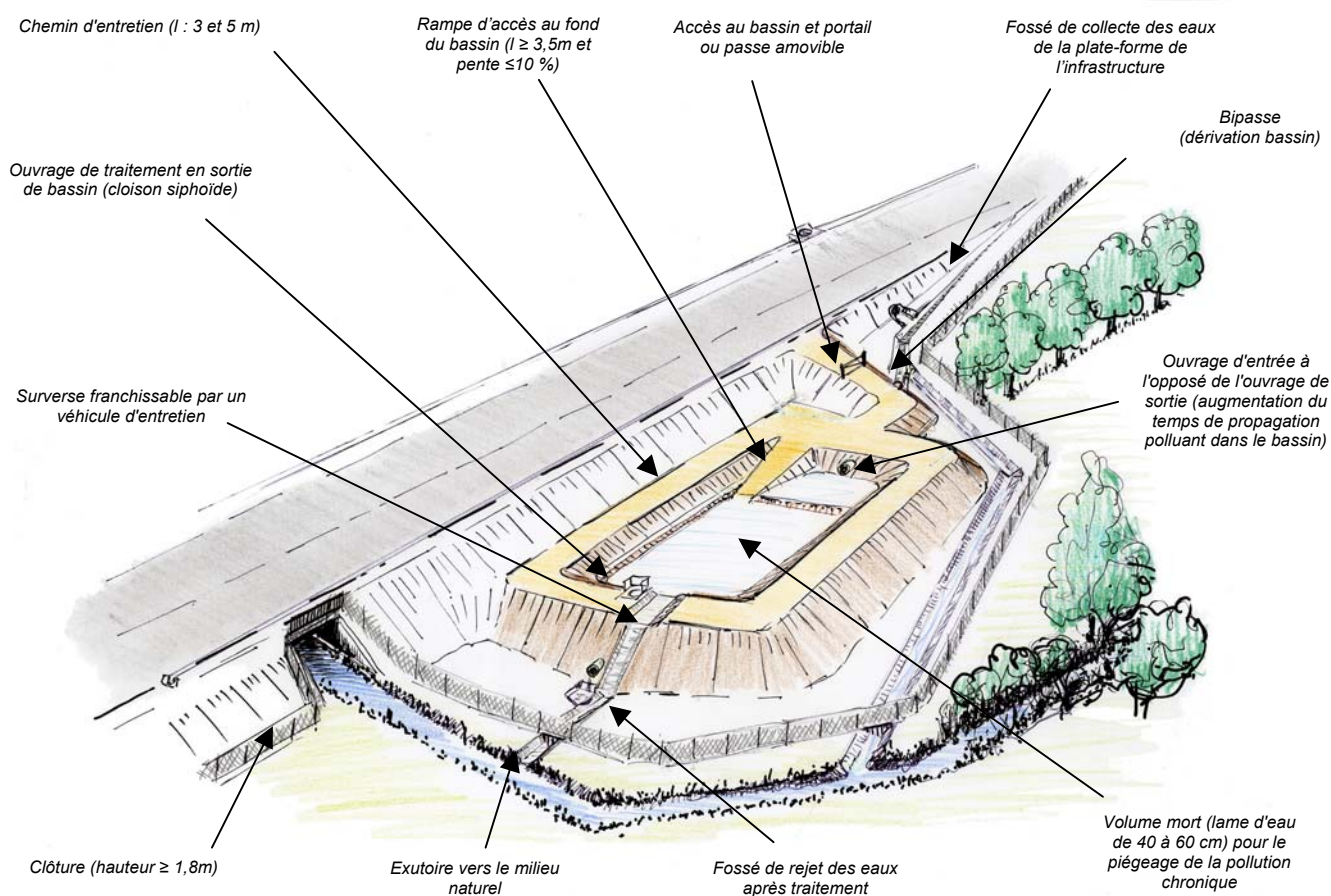 Chemin d'entretien (l : 3 et 5 m)
Rampe d'accès au fond
du bassin (l ≥ 3,5m et
pente ≤10 %)
Accès au bassin et portail
ou passe amovible
Fossé de collecte des eaux
de la plate-forme de
l'infrastructure
Bipasse
(dérivation bassin)
Ouvrage de traitement en sortie
de bassin (cloison siphoïde)
Surverse franchissable par un
véhicule d'entretien
Ouvrage d'entrée à
l'opposé de l'ouvrage de
sortie (augmentation du
temps de propagation
polluant dans le bassin)
Clôture (hauteur ≥ 1,8m)
Exutoire vers le milieu
naturel
Fossé de rejet des eaux
après traitement
Volume mort (lame d'eau
de 40 à 60 cm) pour le
piégeage de la pollution
chronique